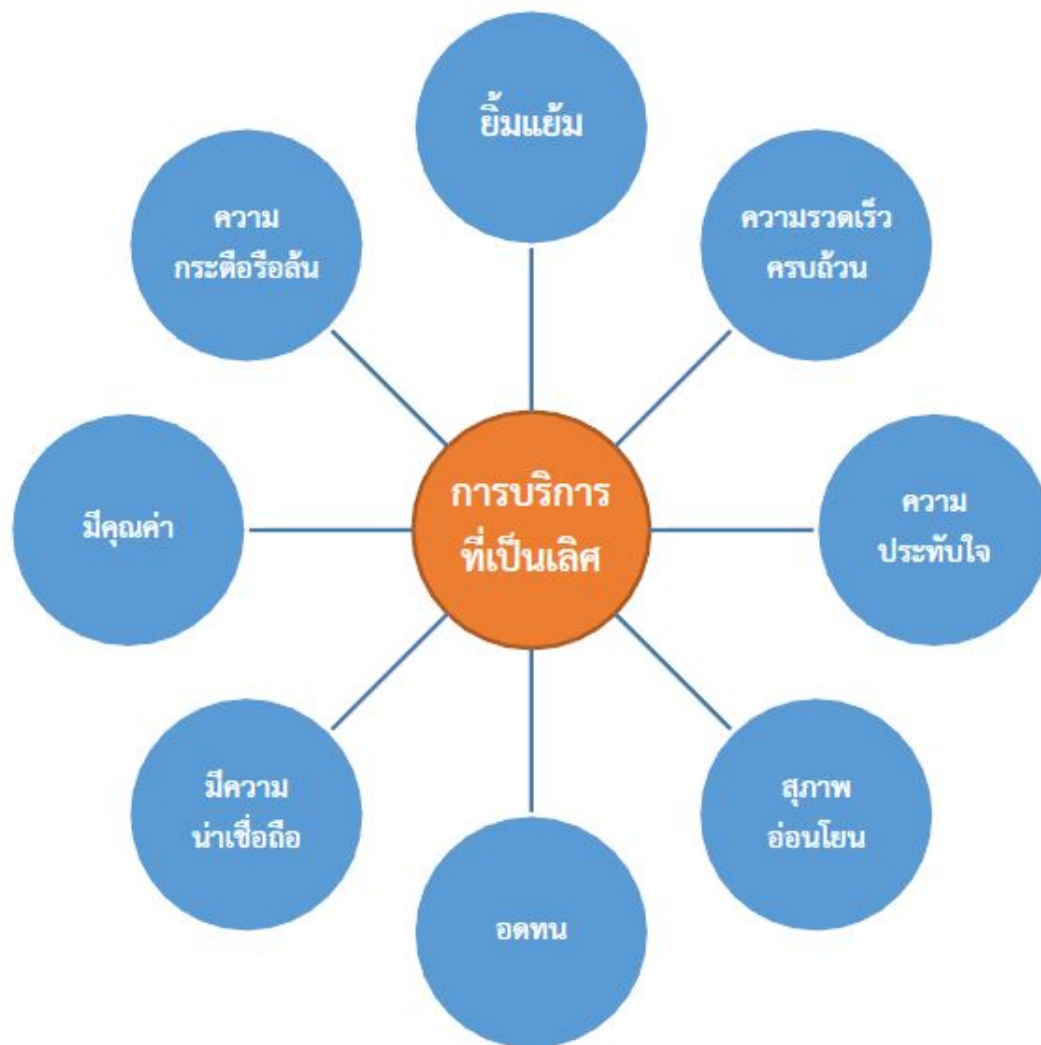 ยิ้มแย้ม
ความรวดเร็ว
ครบถ้วน
ความ
ประทับใจ
สุภาพ
อ่อนโยน
อดทน
มีความ
น่าเชื่อถือ
มีคุณค่า
ความ
กระตือรือล้น
การบริการ
ที่เป็นเลิศ